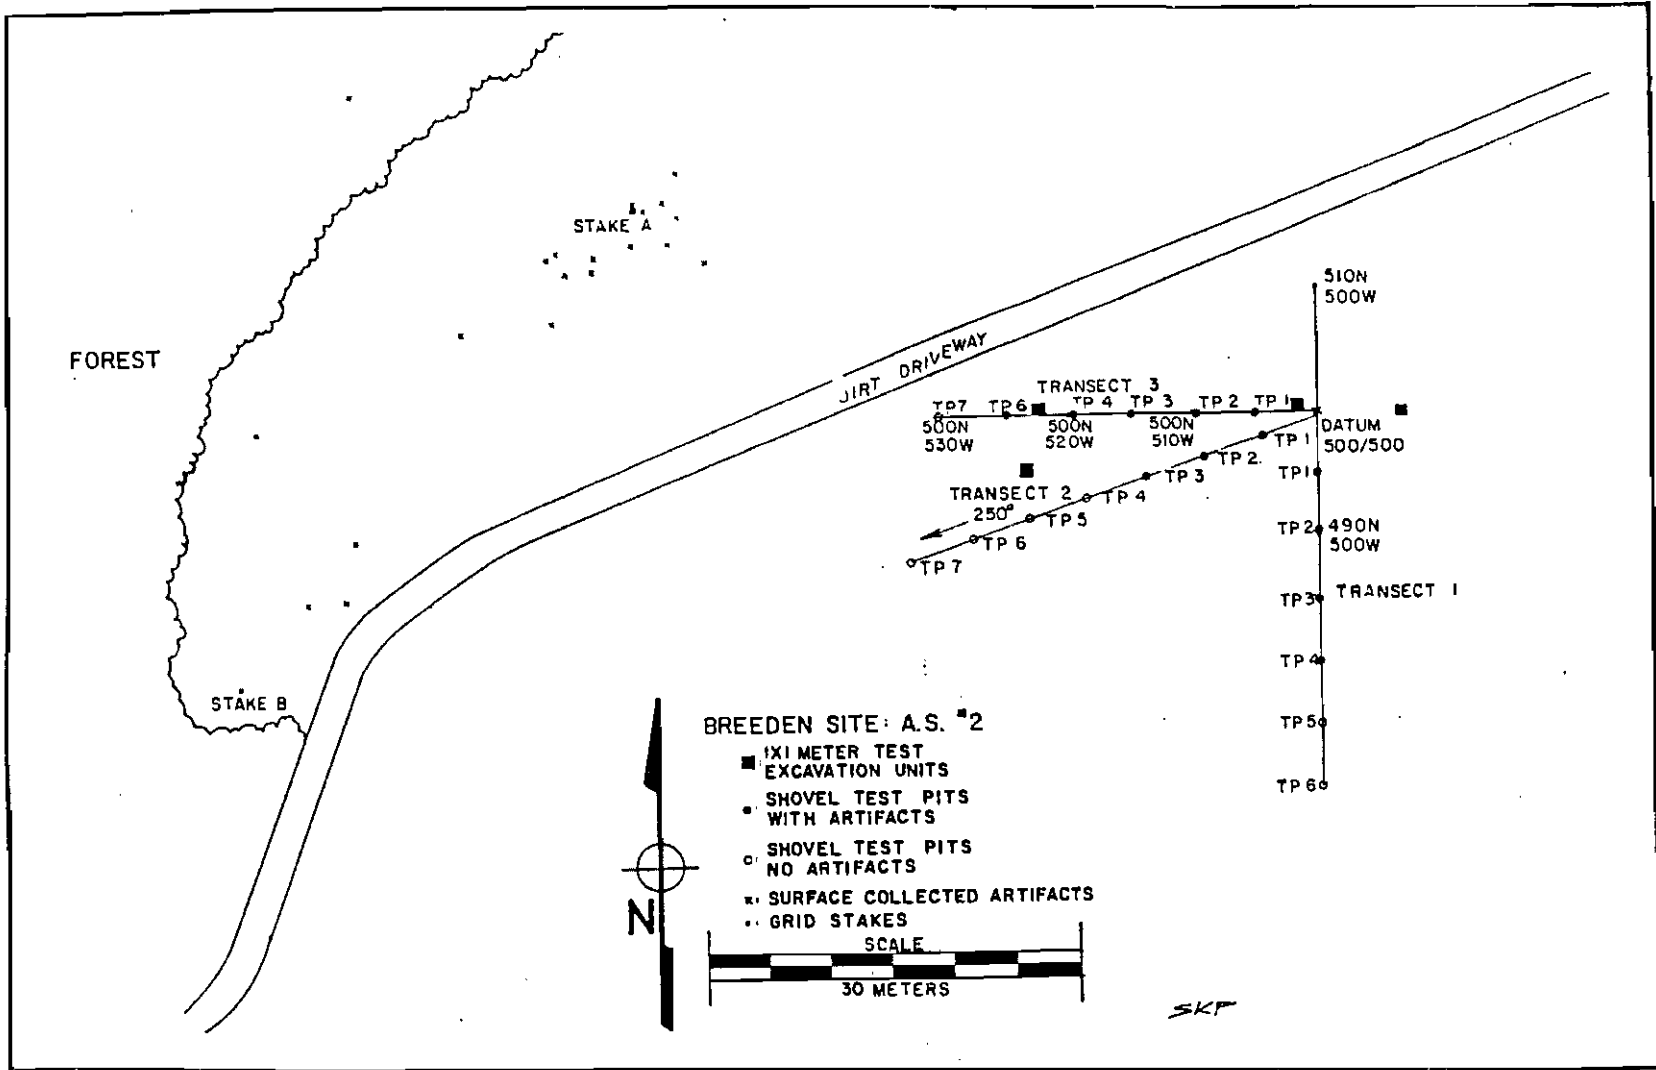 510N
500W
STAKE A
FOREST
JIRT DRIVEWAY
TRANSECT 3
TP7 TP6 TP 4 TP 3 TP 2 TP 1
500N 500N 500N
530W 520W 510W
DATUM
500/500
TP 1
TP 2
TP 3
TP 4
TP 5
TP 6
TP 7
TRANSECT 2
250°
TP1
TP2 490N
500W
TP3 TRANSECT 1
TP4
TP5
TP6
STAKE B
BREEDEN SITE: A.S. #2
1X1 METER TEST
EXCAVATION UNITS
SHOVEL TEST PITS
WITH ARTIFACTS
SHOVEL TEST PITS
NO ARTIFACTS
SURFACE COLLECTED ARTIFACTS
GRID STAKES
N
SCALE
30 METERS
SKP